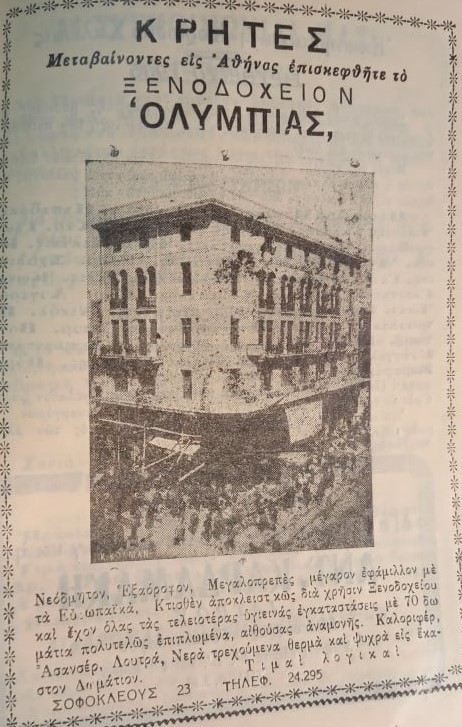 ΚΡΗΤΕΣ
Μεταβαίνοντες εἰς Ἀθήνας ἐπισκεφθῆτε τὸ
ΞΕΝΟΔΟΧΕΙΟΝ
‘ΟΛΥΜΠΙΑΣ,
Νεόδμητον, Ἑξαόροφον, Μεγαλοπρεπὲς μέγαρον ἐφάμιλλον μὲ
τὰ Εὐρωπαϊκά, Κτισθὲν ἀποκλειστικῶς διὰ χρῆσιν Ξενοδοχείου
καὶ ἔχον ὅλας τὰς τελειοτέρας ὑγιεινὰς ἐγκαταστάσεις μὲ 70 δω
μάτια πολυτελῶς ἐπιπλωμένα, αἰθούσας ἀναμονῆς. Καλοριφέρ,
Ἀσανσέρ, Λουτρά, Νερὰ τρεχούμενα θερμὰ καὶ ψυχρὰ εἰς ἕκα-
στον Δωμάτιον. Τιμαὶ λογικαί
ΣΟΦΟΚΛΕΟΥΣ 23 ΤΗΛΕΦ. 24.295